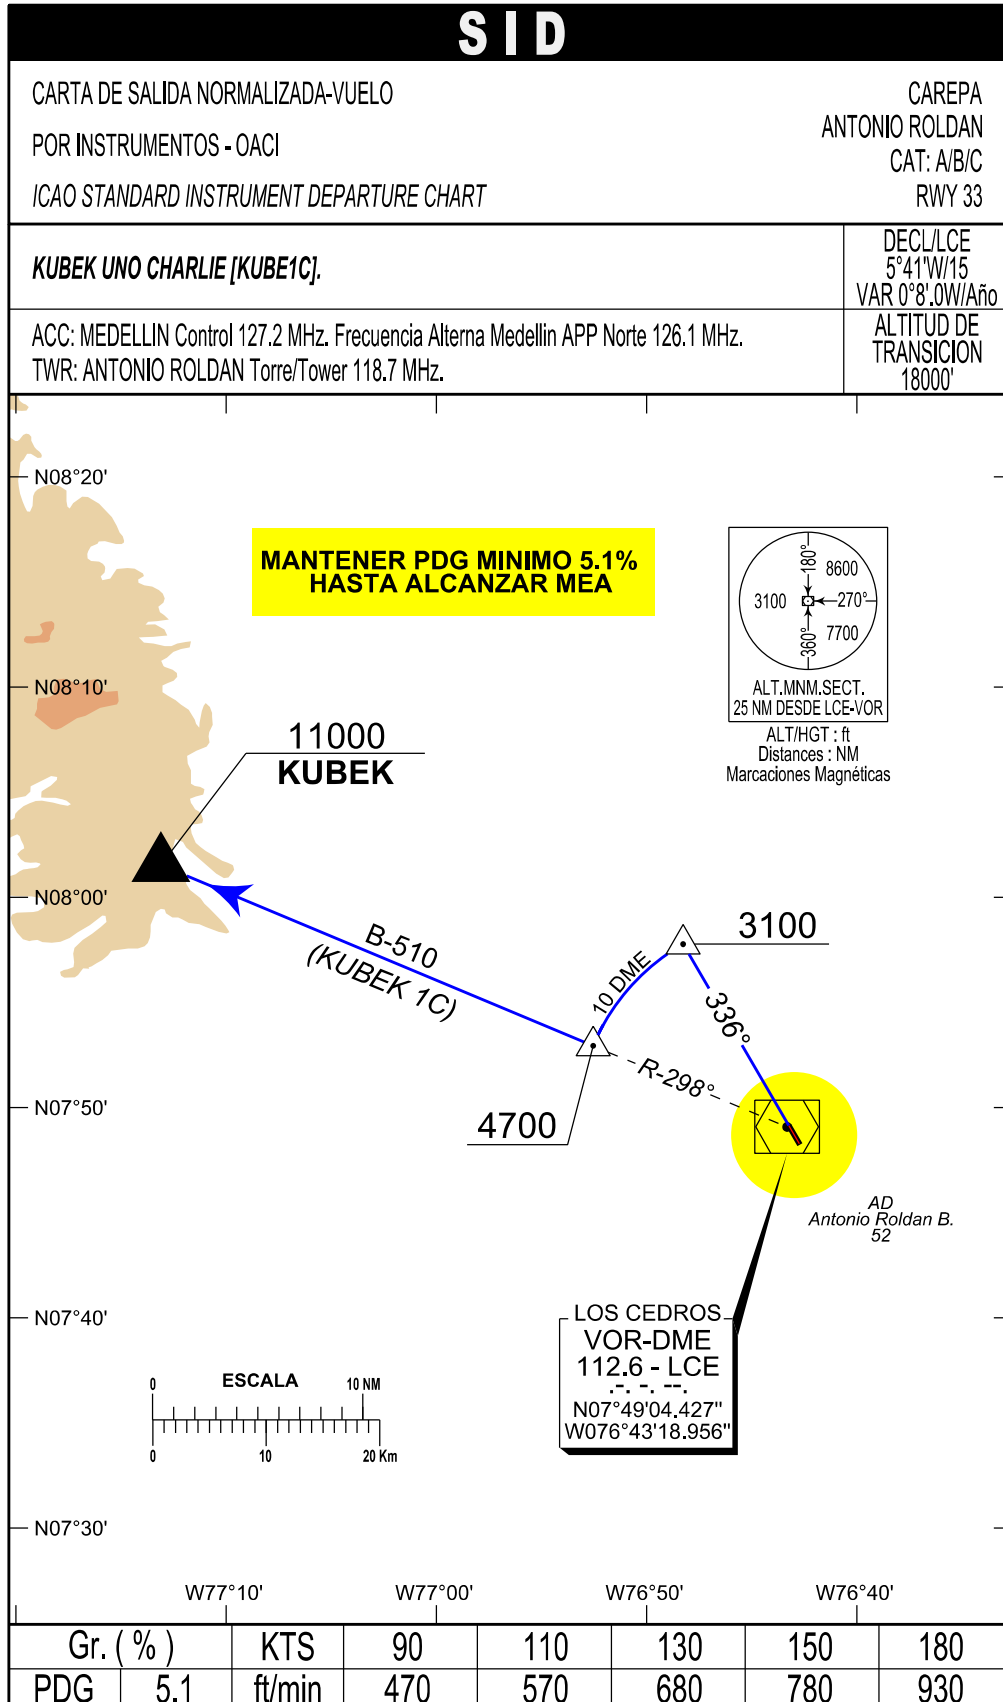 SID
CARTA DE SALIDA NORMALIZADA-VUELO
POR INSTRUMENTOS - OACI
ICAO STANDARD INSTRUMENT DEPARTURE CHART
CAREPA
ANTONIO ROLDAN
CAT: A/B/C
RWY 33
KUBEK UNO CHARLIE [KUBE1C].
DECL/LCE
5°41'W/15
VAR 0°8'.0W/Año
ACC: MEDELLIN Control 127.2 MHz. Frecuencia Alterna Medellin APP Norte 126.1 MHz.
TWR: ANTONIO ROLDAN Torre/Tower 118.7 MHz.
ALTITUD DE
TRANSICION
18000'
N08°20'
MANTENER PDG MINIMO 5.1%
HASTA ALCANZAR MEA
180°
8600
3100
270°
360°
7700
ALT.MNM.SECT.
25 NM DESDE LCE-VOR
ALT/HGT : ft
Distances : NM
Marcaciones Magnéticas
N08°10'
11000
KUBEK
N08°00'
B-510
(KUBEK 1C)
3100
10 DME
336°
R-298°
4700
N07°50'
AD
Antonio Roldan B.
52
N07°40'
LOS CEDROS
VOR-DME
112.6 - LCE
.-.. -.-. .
N07°49'04.427"
W076°43'18.956"
0 ESCALA 10 NM
0 10 20 Km
N07°30'
W77°10' W77°00' W76°50' W76°40'
Gr. ( % ) KTS 90 110 130 150 180
PDG 5.1 ft/min 470 570 680 780 930